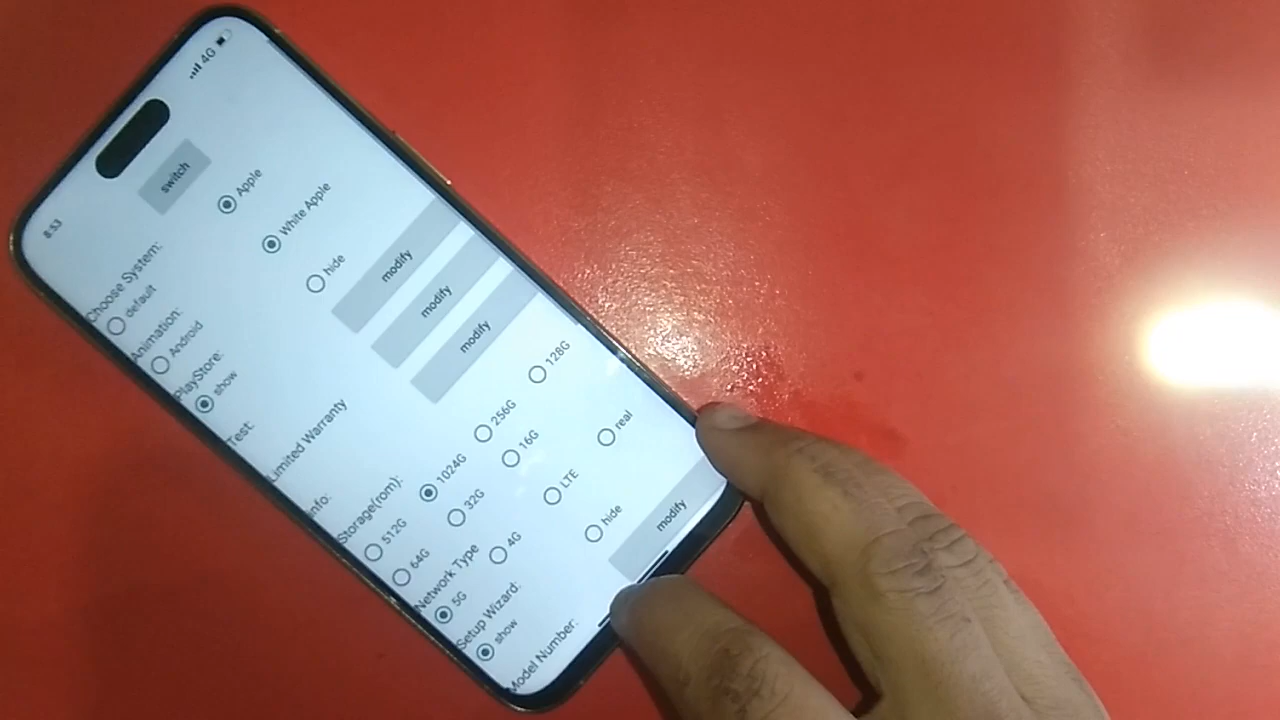 8:53 4G
switch
Choose System:
default Apple
Animation:
Android White Apple
PlayStore:
show hide
Test: modify
Limited Warranty modify
Info: modify
Storage(rom):
512G 1024G 256G 128G
64G 32G 16G
Network Type
5G 4G LTE real
Setup Wizard:
show hide
Model Number: modify